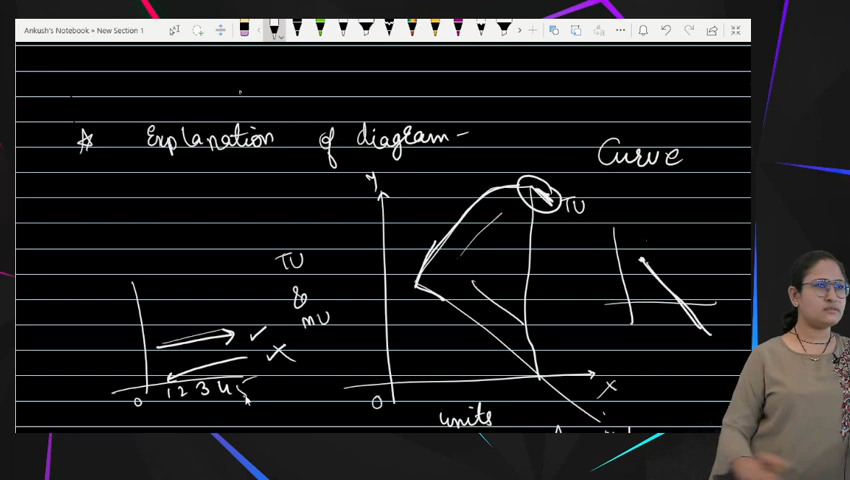 Ankush's Notebook > New Section 1
☆ Explanation of diagram -
Curve
Y
TU
TU
&
MU
✓
✗
0
1 2 3 4 5
0
X
units